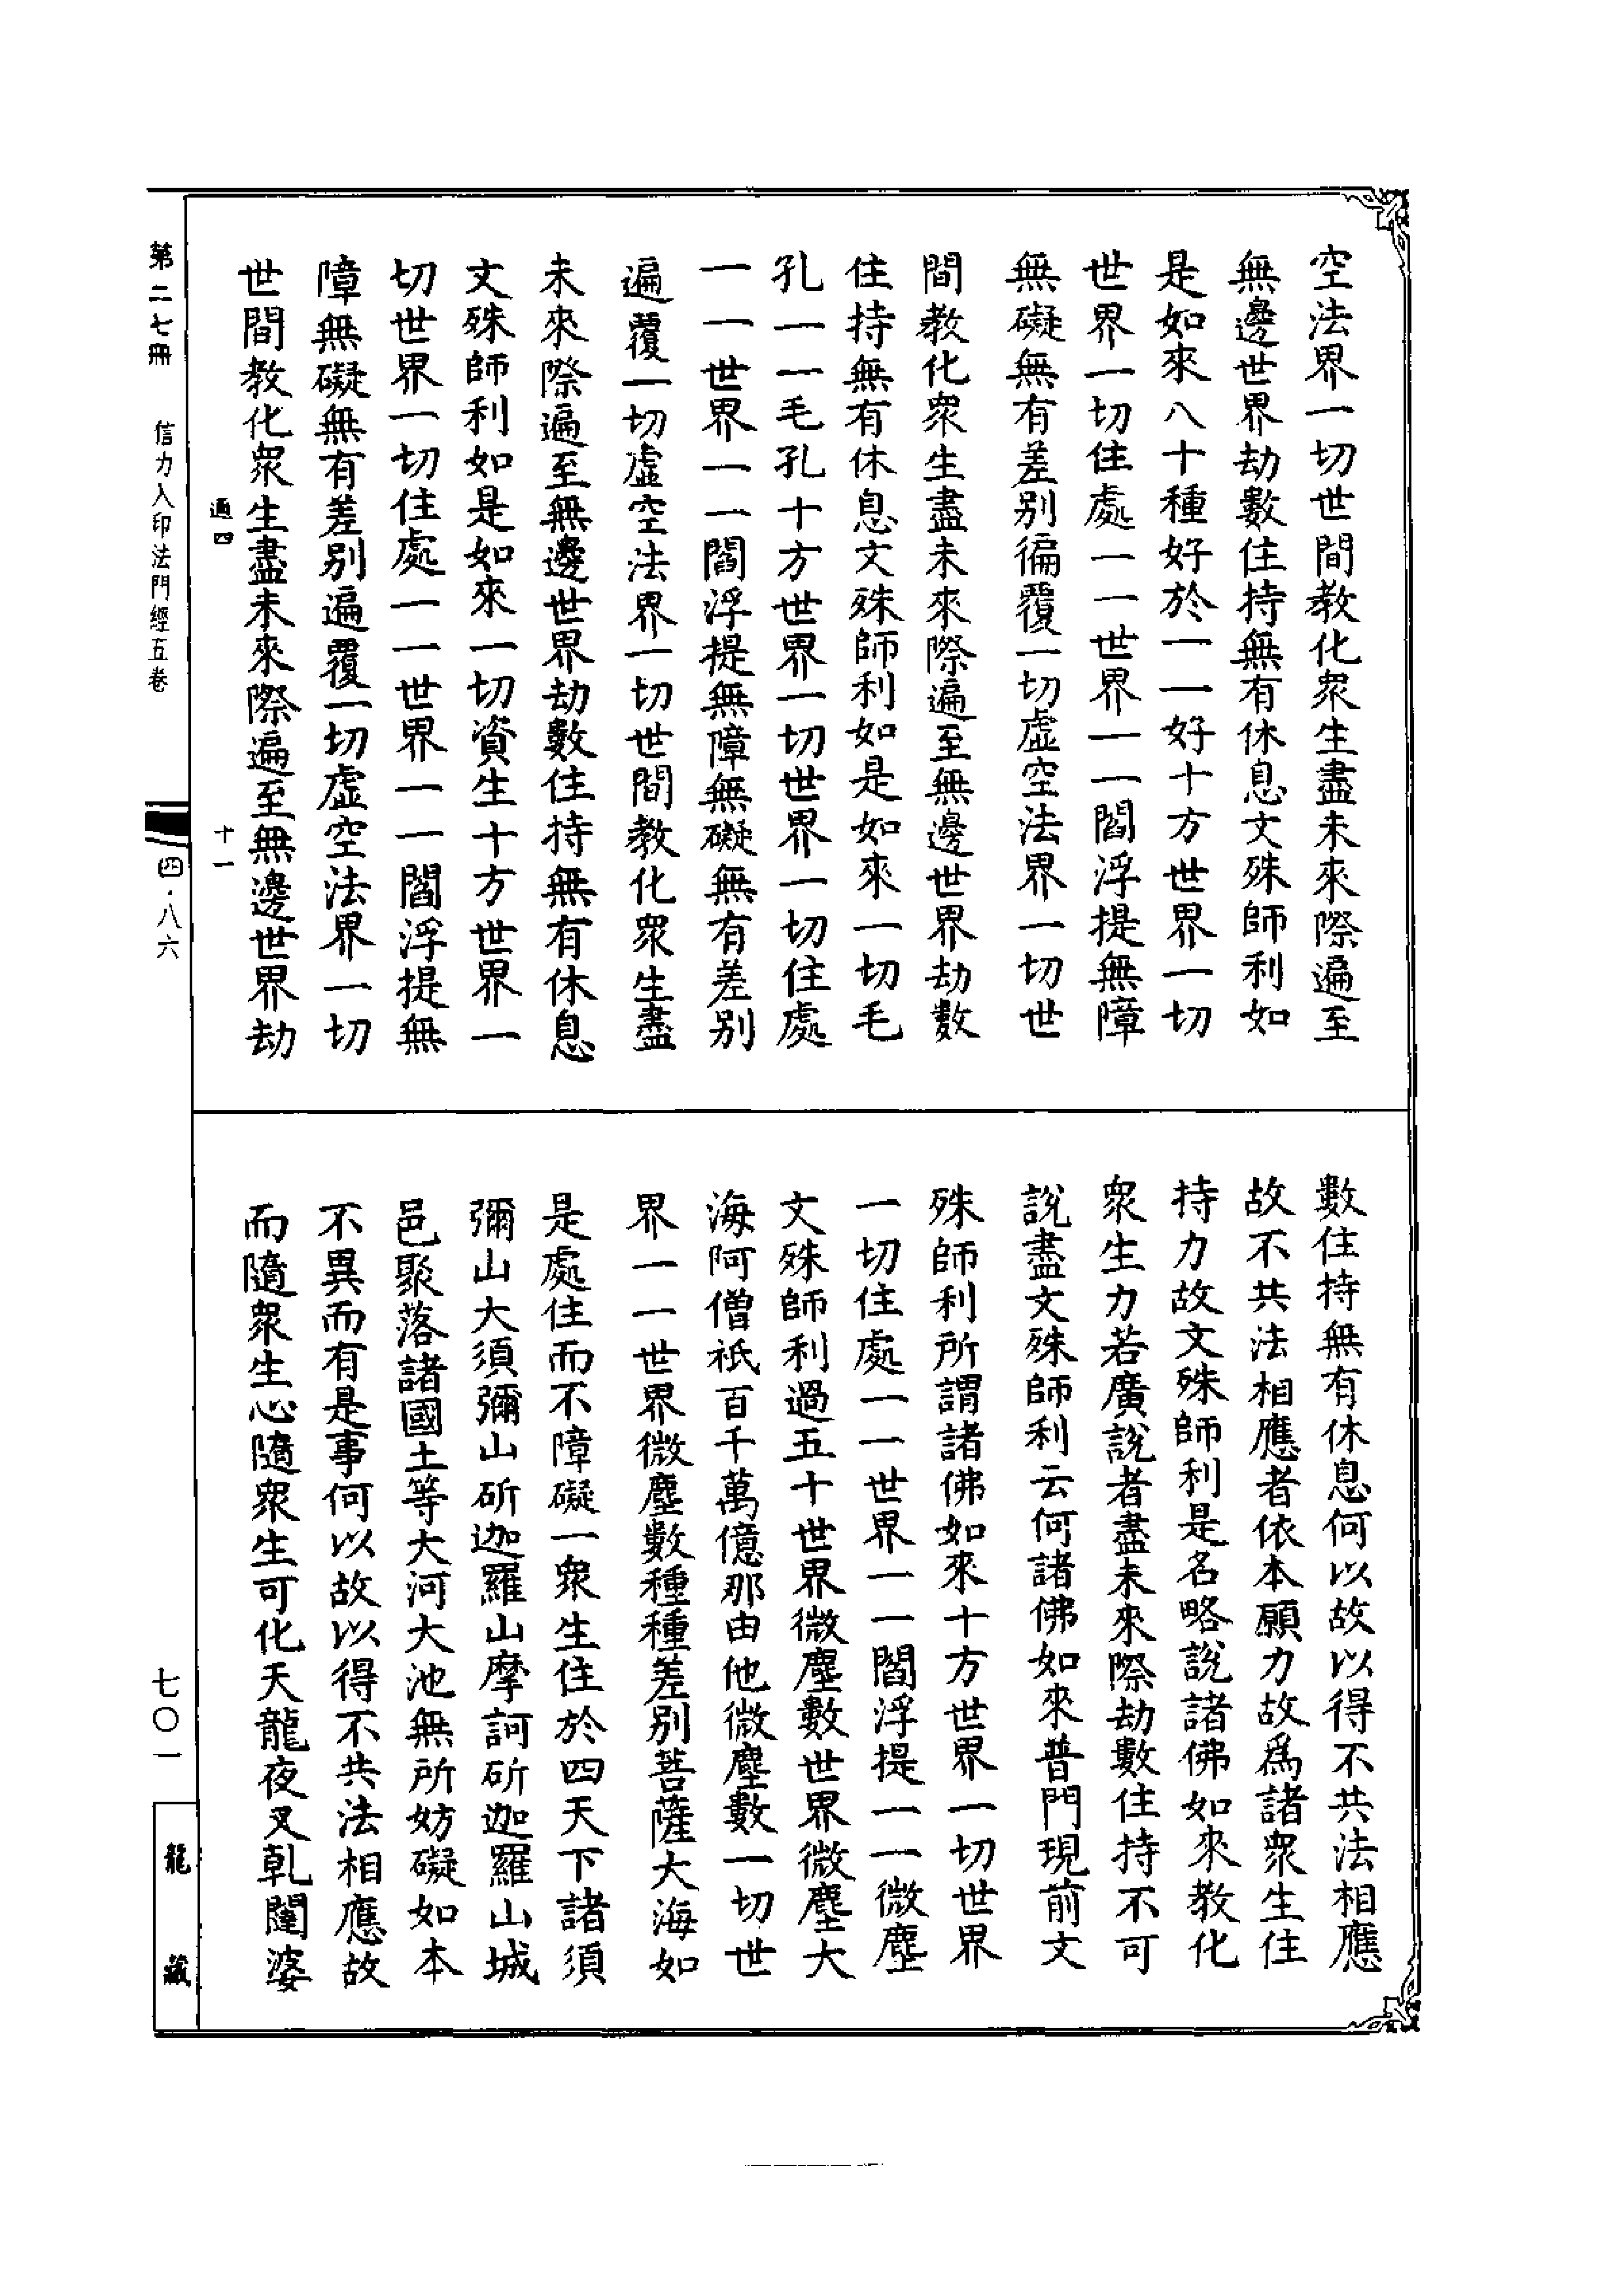 空法界一切世間教化衆生盡未來際遍至
無邊世界劫數住持無有休息文殊師利如
是如來八十種好於一一好十方世界一切
世界一切住處一一世界一一閻浮提無障
無礙無有差別徧覆一切虛空法界一切世
間教化衆生盡未來際遍至無邊世界劫數
住持無有休息文殊師利如是如來一切毛
孔一一毛孔十方世界一切世界一切住處
一一世界一一閻浮提無障無礙無有差別
遍覆一切虛空法界一切世間教化衆生盡
未來際遍至無邊世界劫數住持無有休息
文殊師利如是如來一切資生十方世界一
切世界一切住處一一世界一一閻浮提無
障無礙無有差別遍覆一切虛空法界一切
世間教化衆生盡未來際遍至無邊世界劫
數住持無有休息何以故以得不共法相應
故不共法相應者依本願力故爲諸衆生住
持力故文殊師利是名略說諸佛如來教化
衆生力若廣說者盡未來際劫數住持不可
說盡文殊師利云何諸佛如來普門現前文
殊師利所謂諸佛如來十方世界一切世界
一切住處一一世界一一閻浮提一一微塵
文殊師利過五十世界微塵數世界微塵大
海阿僧祇百千萬億那由他微塵數一切世
界一一世界微塵數種種差別菩薩大海如
是處住而不障礙一衆生住於四天下諸須
彌山大須彌山斫迦羅山摩訶斫迦羅山城
邑聚落諸國土等大河大池無所妨礙如本
不異而有是事何以故以得不共法相應故
而隨衆生心隨衆生可化天龍夜叉乹闥婆
第二七冊
信力入印法門經五卷
過四
十一
四·八六
七〇一
龍藏